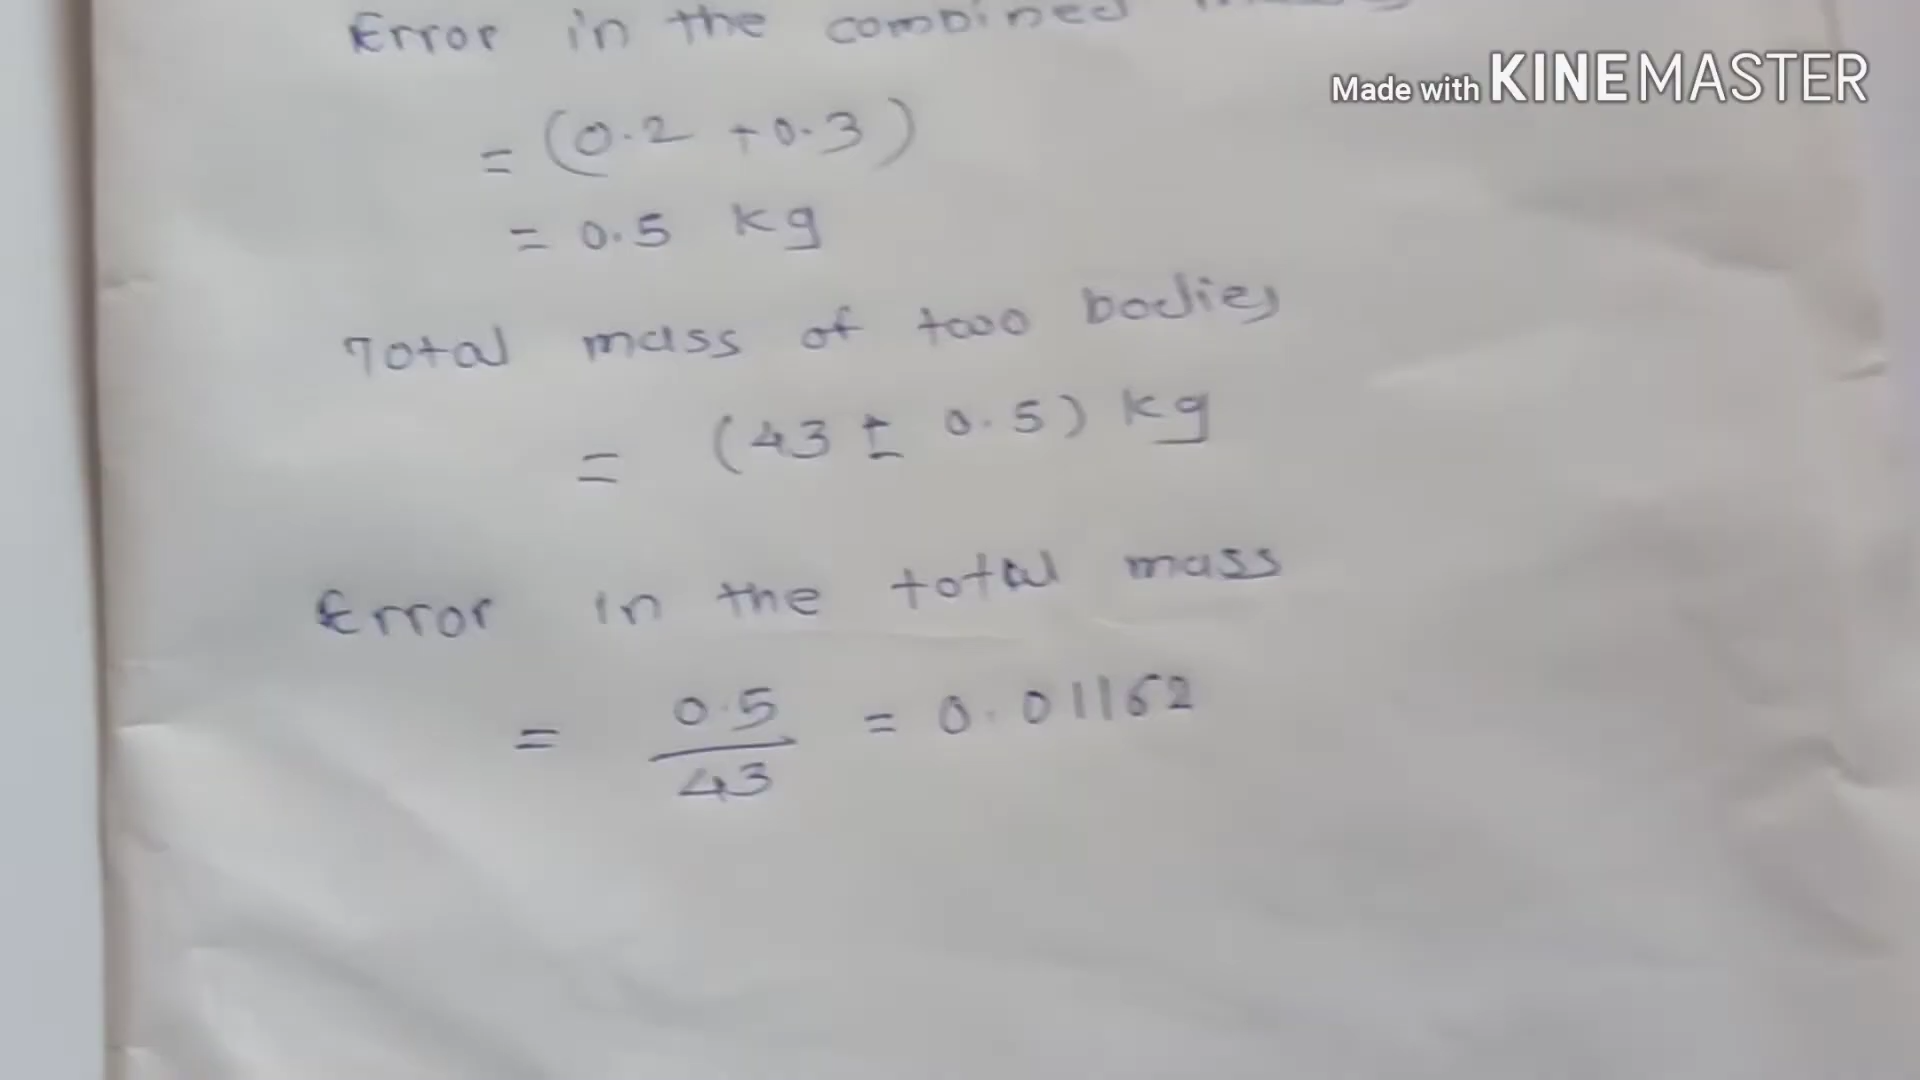 Error in the combined
Made with KINEMASTER
= (0.2 + 0.3)
= 0.5 kg
Total mass of two bodies
= (43 ± 0.5) kg
Error in the total mass
= 0.5/43 = 0.01162